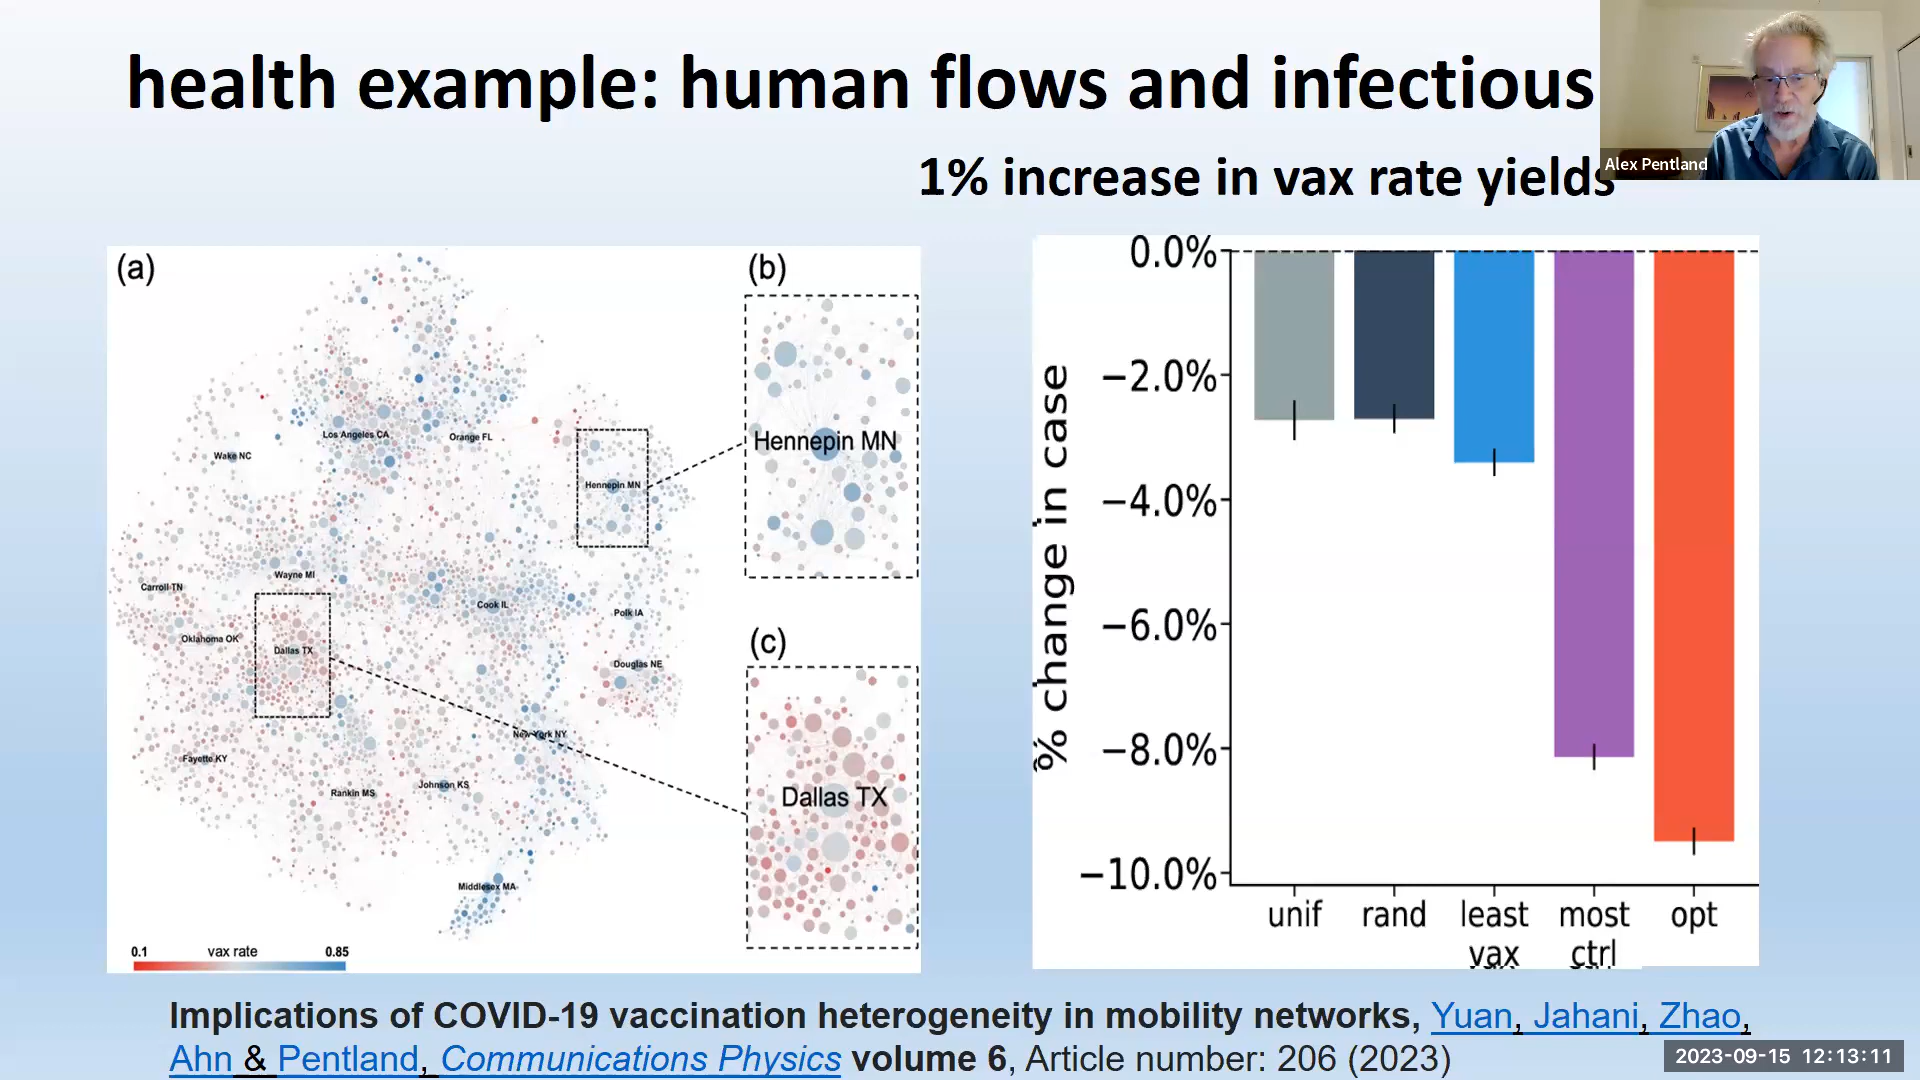 health example: human flows and infectious
1% increase in vax rate yields
Alex Pentland
(a)
Los Angeles CA
Orange FL
Wake NC
Hennepin MN
Wayne MI
Carroll TN
Cook IL
Polk IA
Oklahoma OK
Dallas TX
Douglas NE
New York NY
Fayette KY
Johnson KS
Rankin MS
Middlesex MA
0.1 vax rate 0.85
(b)
Hennepin MN
(c)
Dallas TX
% change in case
0.0%
−2.0%
−4.0%
−6.0%
−8.0%
−10.0%
unif rand least most opt
vax ctrl
Implications of COVID-19 vaccination heterogeneity in mobility networks, Yuan, Jahani, Zhao,
Ahn & Pentland, Communications Physics volume 6, Article number: 206 (2023)
2023-09-15 12:13:11